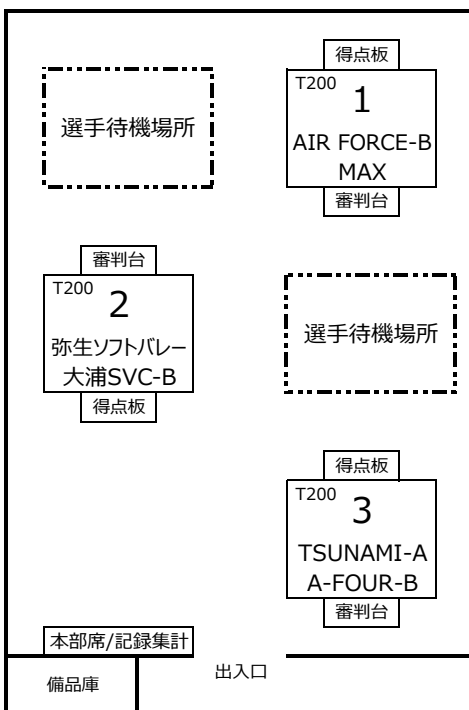 得点板
T200
1
AIR FORCE-B
MAX
審判台
選手待機場所
審判台
T200
2
弥生ソフトバレー
大浦SVC-B
得点板
選手待機場所
得点板
T200
3
TSUNAMI-A
A-FOUR-B
審判台
本部席/記録集計
備品庫
出入口